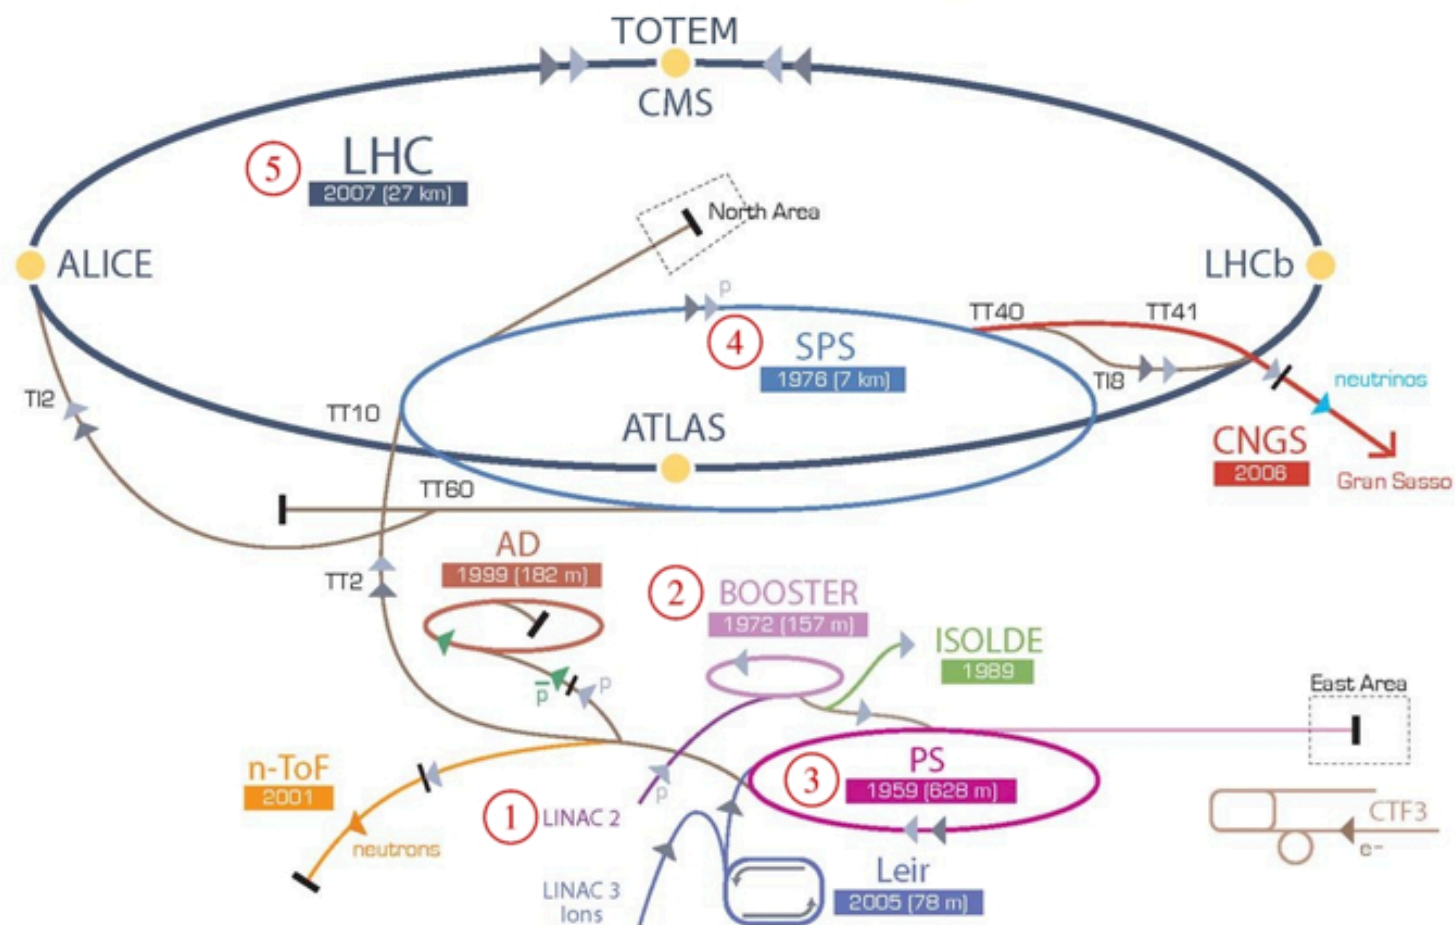 TOTEM
CMS
5
LHC
2007 (27 km)
North Area
ALICE
LHCb
p
TT40
TT41
4
SPS
1976 (7 km)
TI8
neutrinos
TI2
TT10
ATLAS
CNGS
2006
Gran Sasso
TT60
AD
1999 (182 m)
TT2
2
BOOSTER
1972 (157 m)
ISOLDE
1989
p̅
p
East Area
n-ToF
2001
3
PS
1959 (628 m)
p
1
LINAC 2
CTF3
neutrons
e-
Leir
2005 (78 m)
LINAC 3
Ions